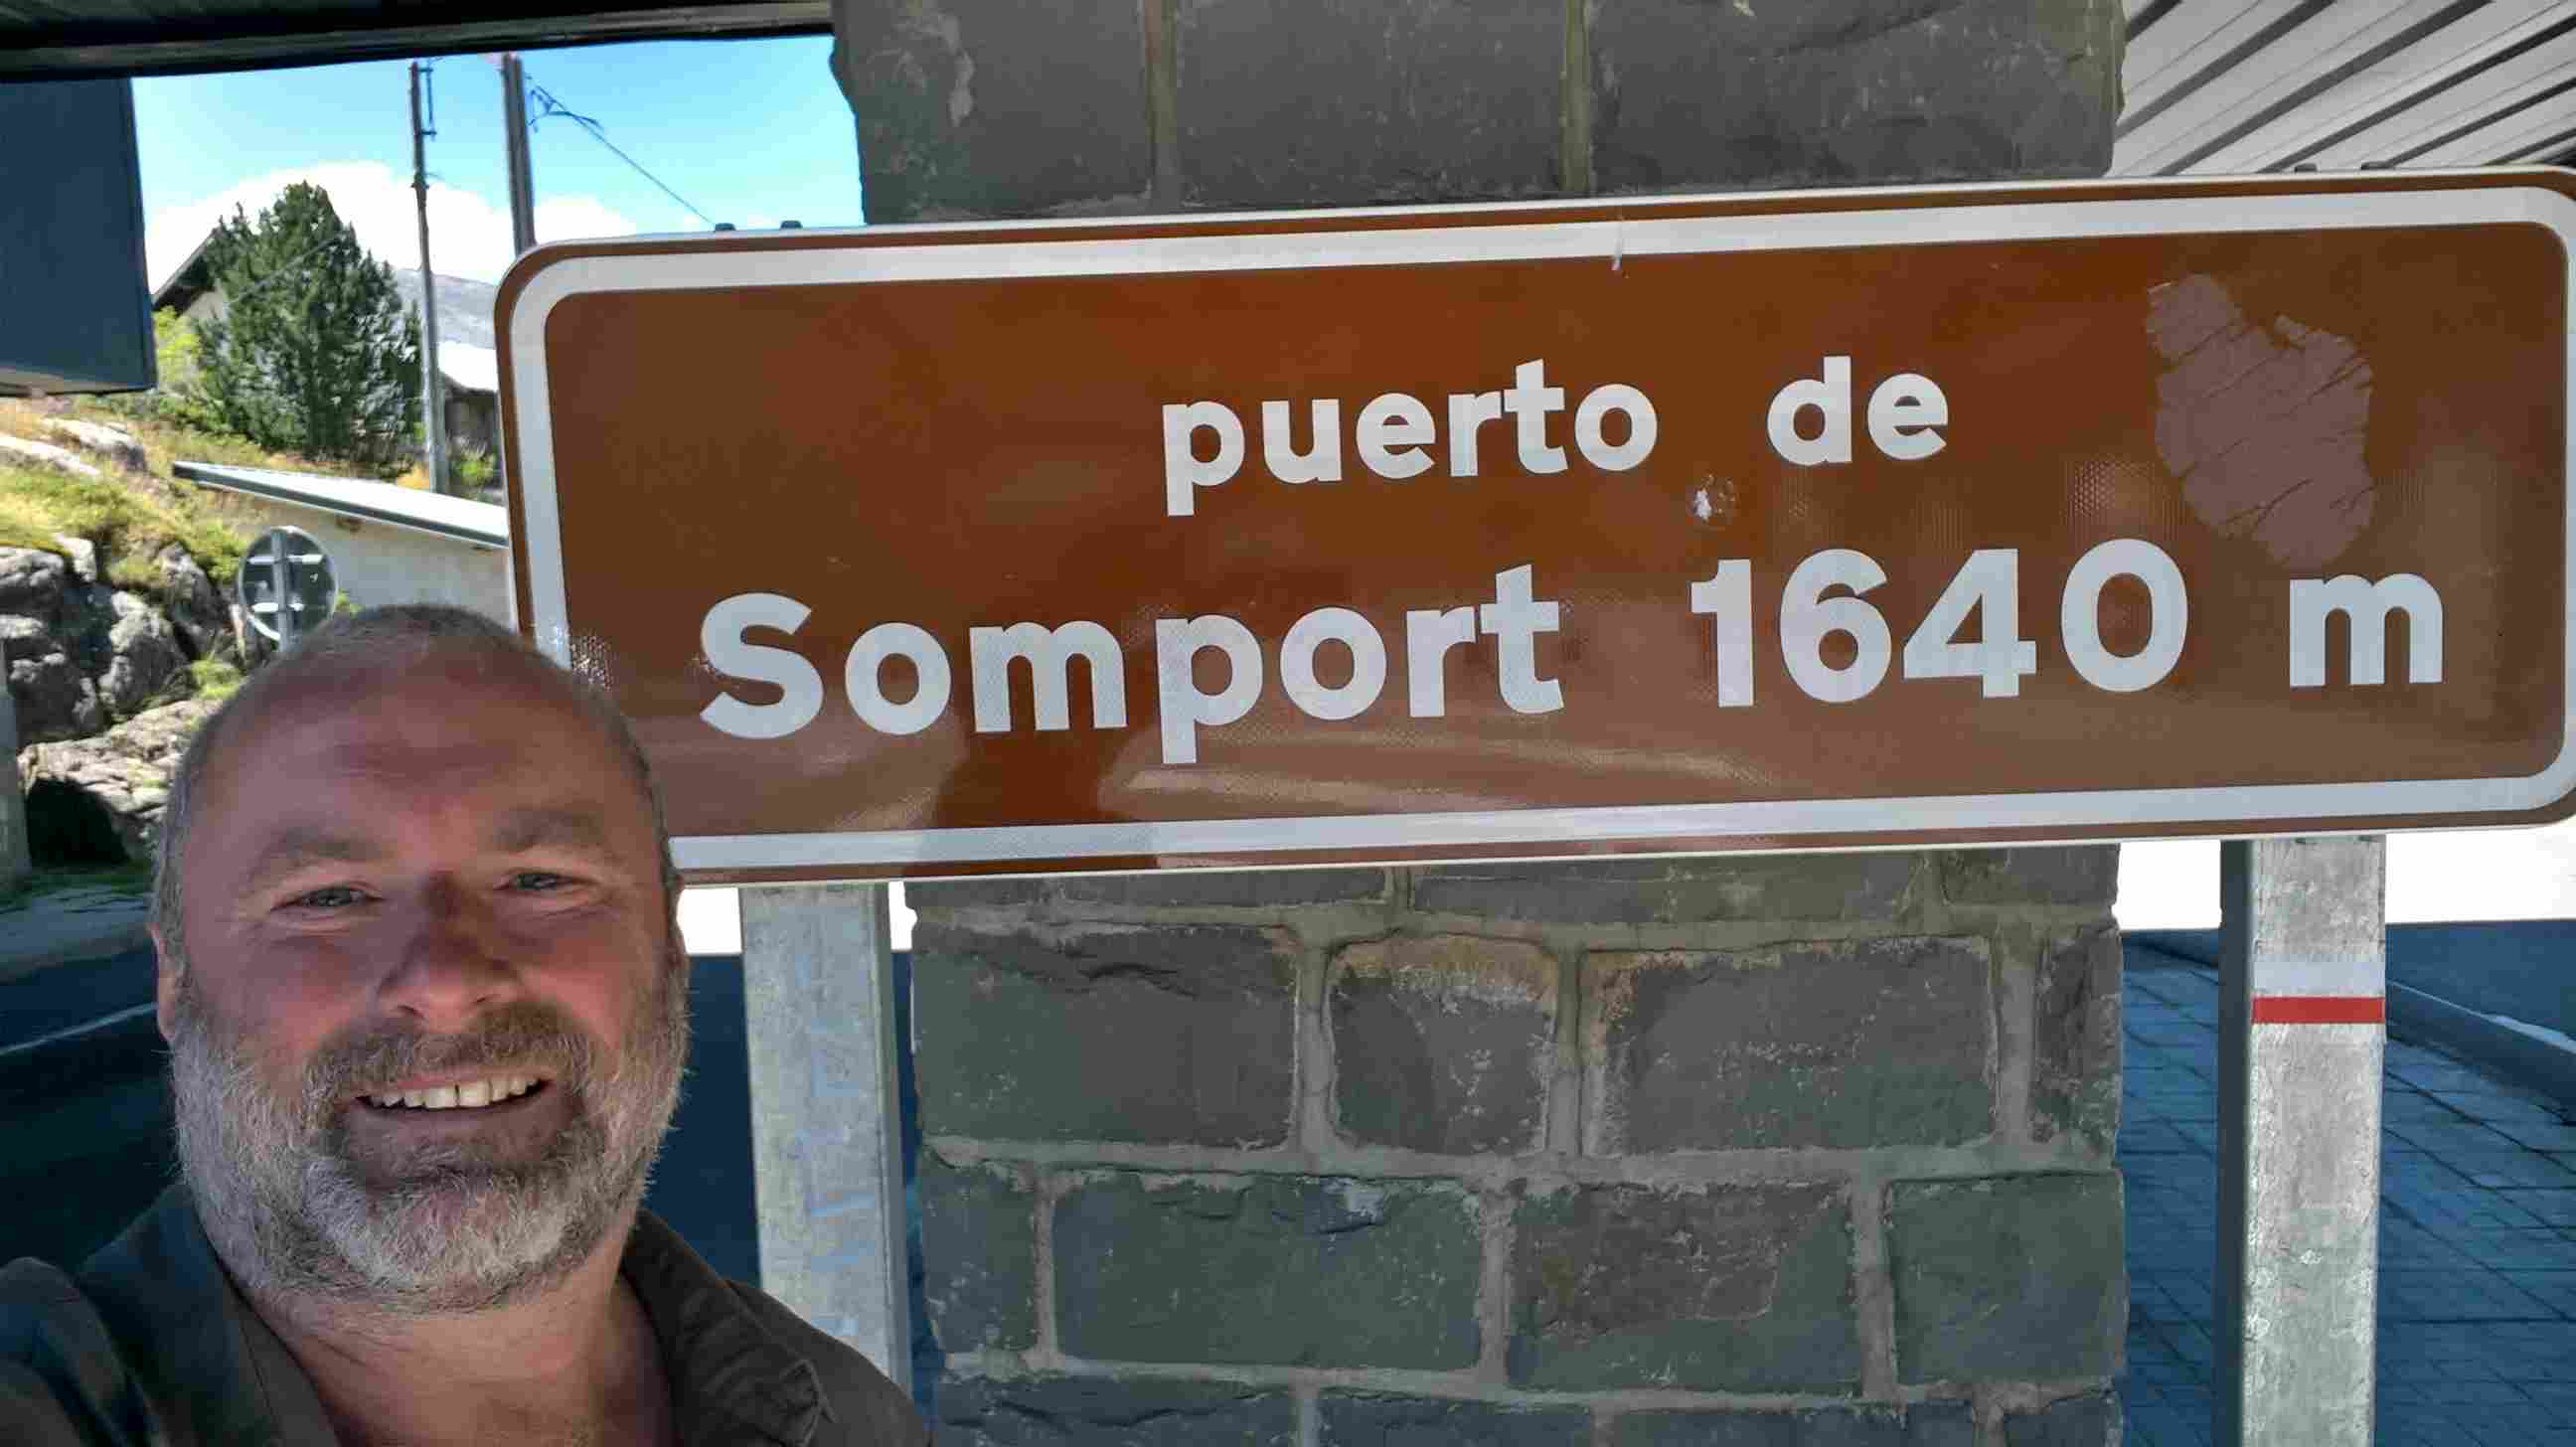 puerto de
Somport 1640 m